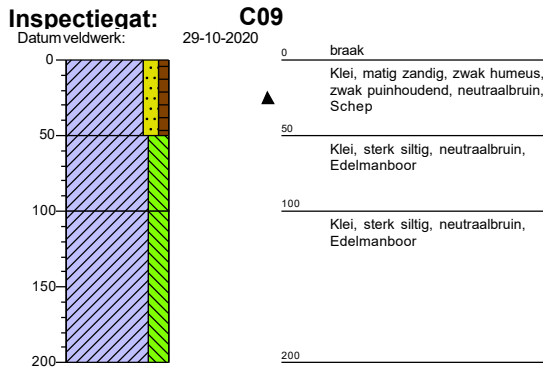 Inspectiegat: C09
Datum veldwerk: 29-10-2020
0
50
100
150
200
0 braak
Klei, matig zandig, zwak humeus,
zwak puinhoudend, neutraalbruin,
Schep
50
Klei, sterk siltig, neutraalbruin,
Edelmanboor
100
Klei, sterk siltig, neutraalbruin,
Edelmanboor
200